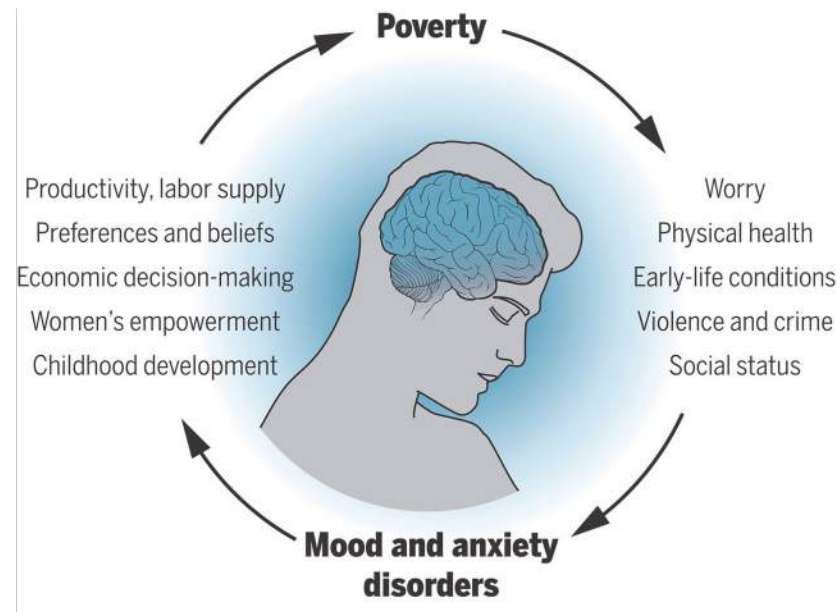 Poverty
Productivity, labor supply
Preferences and beliefs
Economic decision-making
Women's empowerment
Childhood development
Worry
Physical health
Early-life conditions
Violence and crime
Social status
Mood and anxiety
disorders